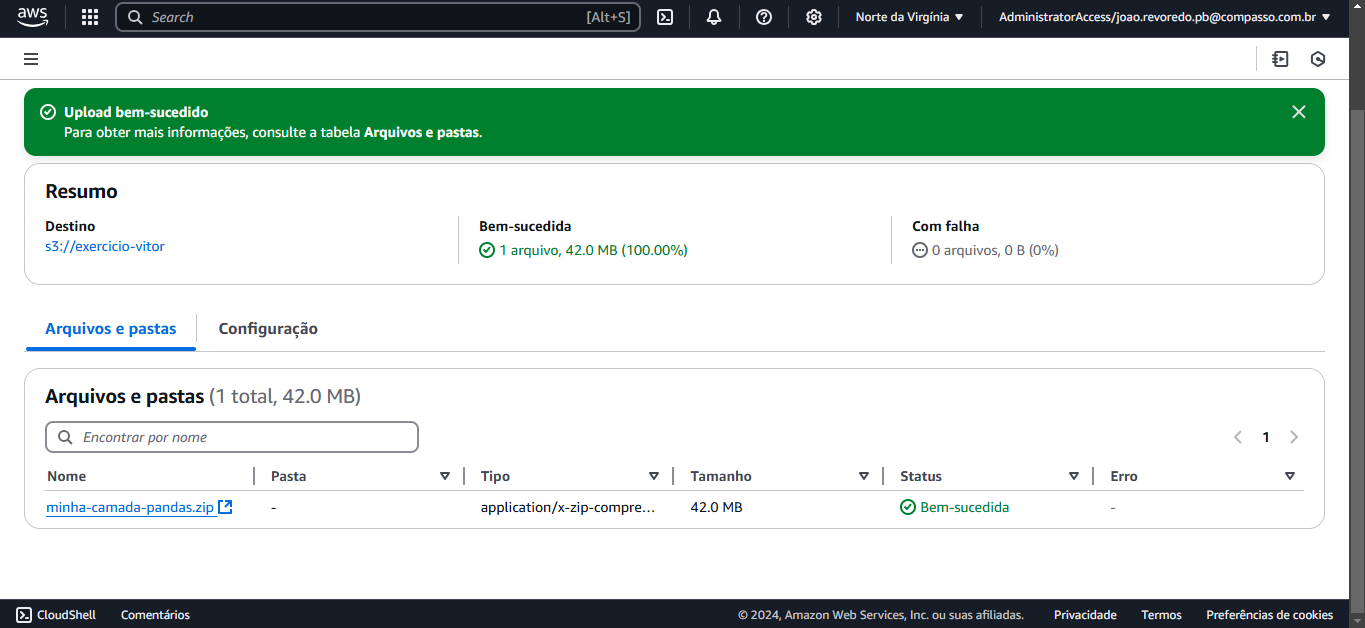 aws Search [Alt+S] Norte da Virgínia AdministratorAccess/joao.revoredo.pb@compasso.com.br
Upload bem-sucedido
Para obter mais informações, consulte a tabela Arquivos e pastas.
Resumo
Destino Bem-sucedida Com falha
s3://exercicio-vitor 1 arquivo, 42.0 MB (100.00%) 0 arquivos, 0 B (0%)
Arquivos e pastas Configuração
Arquivos e pastas (1 total, 42.0 MB)
Encontrar por nome 1
Nome Pasta Tipo Tamanho Status Erro
minha-camada-pandas.zip - application/x-zip-compre... 42.0 MB Bem-sucedida -
CloudShell Comentários © 2024, Amazon Web Services, Inc. ou suas afiliadas. Privacidade Termos Preferências de cookies